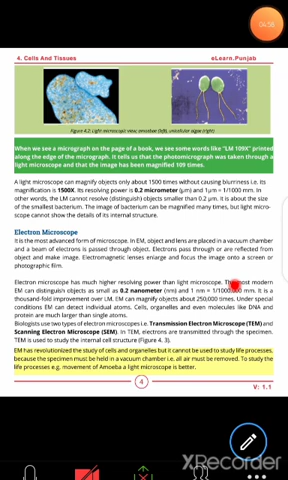 04:58
4. Cells And Tissues
eLearn.Punjab
Figure 4.2: Light microscopic view; amoebae (left), unicellular algae (right)
When we see a micrograph on the page of a book, we see some words like "LM 109X" printed
along the edge of the micrograph. It tells us that the photomicrograph was taken through a
light microscope and that the image has been magnified 109 times.
A light microscope can magnify objects only about 1500 times without causing blurriness i.e. its
magnification is 1500X. Its resolving power is 0.2 micrometer (µm) and 1µm = 1/1000 mm. In
other words, the LM cannot resolve (distinguish) objects smaller than 0.2 µm. It is about the size
of the smallest bacterium. The image of bacterium can be magnified many times, but light micro-
scope cannot show the details of its internal structure.
Electron Microscope
It is the most advanced form of microscope. In EM, object and lens are placed in a vacuum chamber
and a beam of electrons is passed through object. Electrons pass through or are reflected from
object and make image. Electromagnetic lenses enlarge and focus the image onto a screen or
photographic film.
Electron microscope has much higher resolving power than light microscope. The most modern
EM can distinguish objects as small as 0.2 nanometer (nm) and 1 nm = 1/1000,000 mm. It is a
thousand-fold improvement over LM. EM can magnify objects about 250,000 times. Under special
conditions EM can detect individual atoms. Cells, organelles and even molecules like DNA and
protein are much larger than single atoms.
Biologists use two types of electron microscopes i.e. Transmission Electron Microscope (TEM) and
Scanning Electron Microscope (SEM). In TEM, electrons are transmitted through the specimen.
TEM is used to study the internal cell structure (Figure 4. 3).
EM has revolutionized the study of cells and organelles but it cannot be used to study life processes,
because the specimen must be held in a vacuum chamber i.e. all air must be removed. To study the
life processes e.g. movement of Amoeba a light microscope is better.
4
V: 1.1
XRecorder